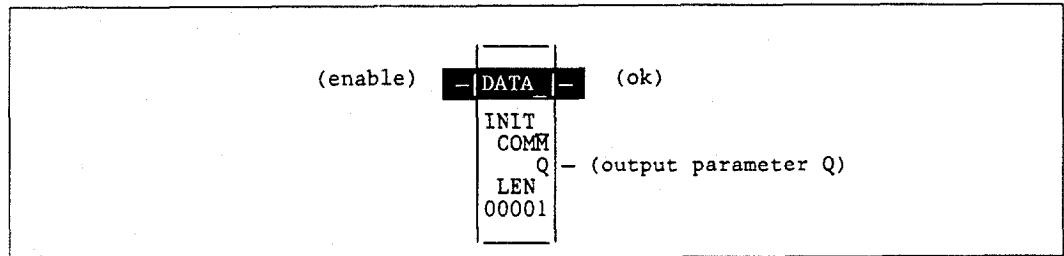 (enable) —|DATA_|— (ok)
INIT
COMM
Q — (output parameter Q)
LEN
00001